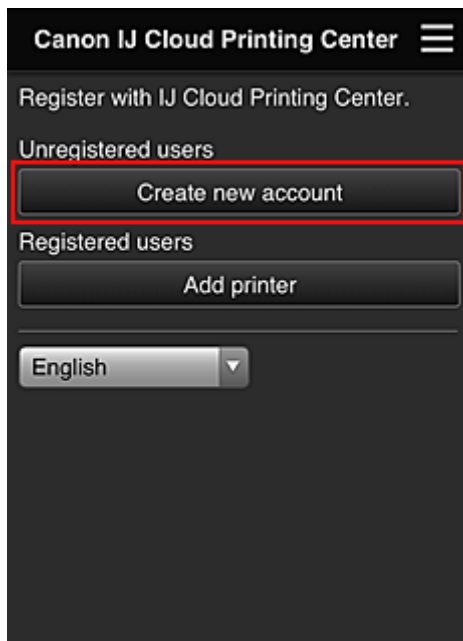 Canon IJ Cloud Printing Center
Register with IJ Cloud Printing Center.
Unregistered users
Create new account
Registered users
Add printer
English